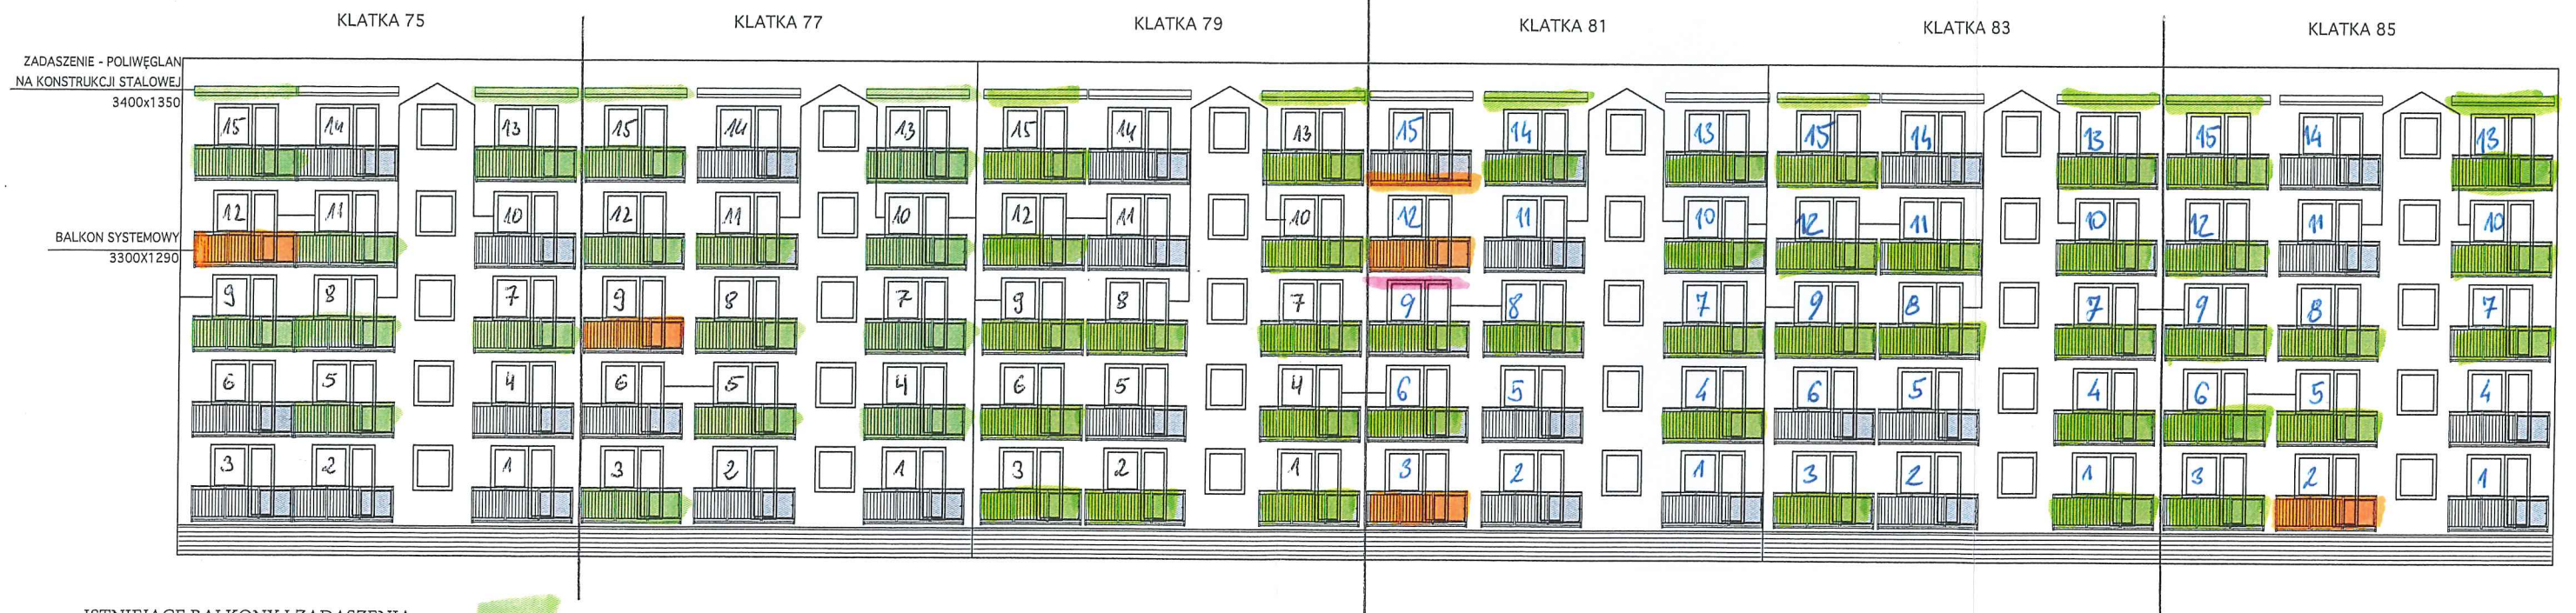 KLATKA 75 KLATKA 77 KLATKA 79 KLATKA 81 KLATKA 83 KLATKA 85
ZADASZENIE - POLIWĘGLAN
NA KONSTRUKCJI STALOWEJ
3400x1350
15 14 13 15 14 13 15 14 13 15 14 13 15 14 13 15 14 13
12 11 10 12 11 10 12 11 10 12 11 10 12 11 10 12 11 10
BALKON SYSTEMOWY
3300X1290
9 8 7 9 8 7 9 8 7 9 8 7 9 8 7 9 8 7
6 5 4 6 5 4 6 5 4 6 5 4 6 5 4 6 5 4
3 2 1 3 2 1 3 2 1 3 2 1 3 2 1 3 2 1
ISTNIEJĄCE BALKONY I ZADASZENIA